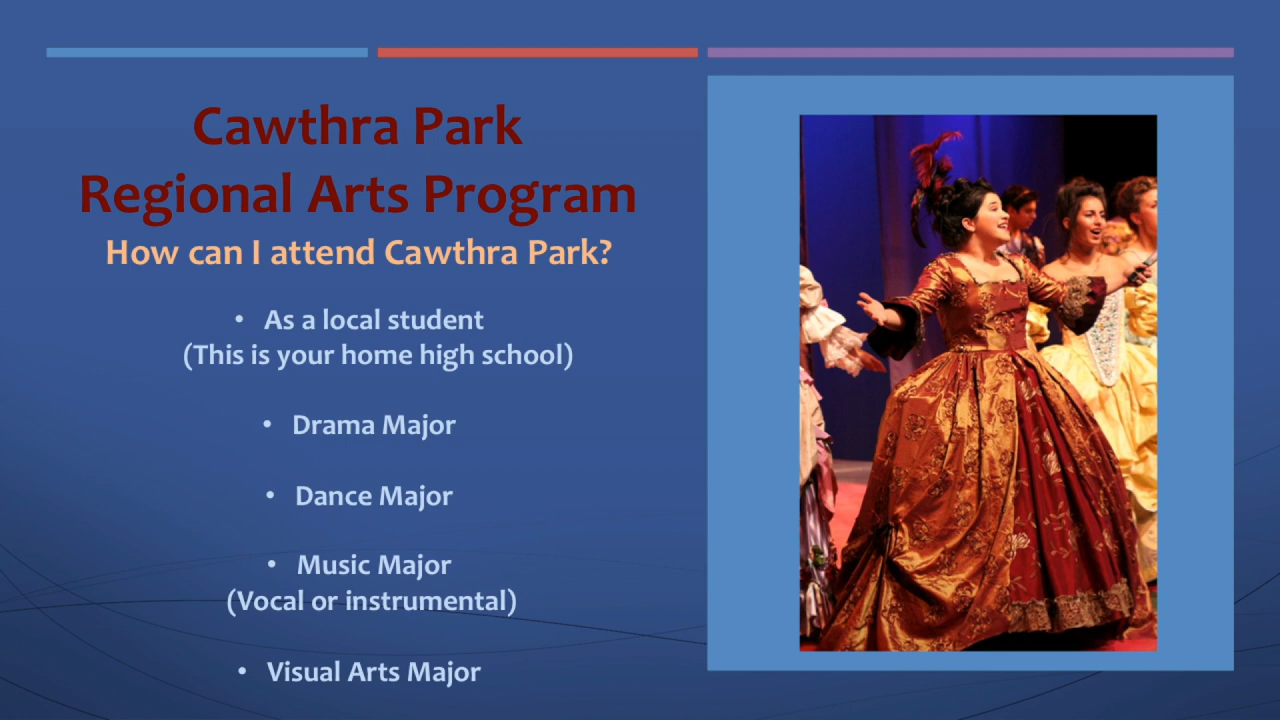 Cawthra Park
Regional Arts Program
How can I attend Cawthra Park?
• As a local student
(This is your home high school)
• Drama Major
• Dance Major
• Music Major
(Vocal or instrumental)
• Visual Arts Major